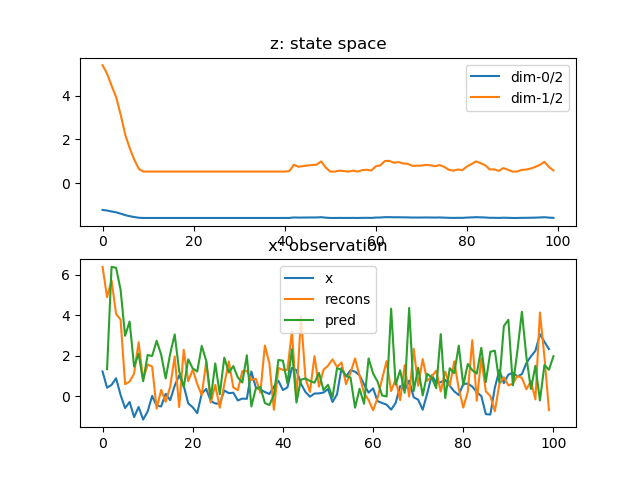 z: state space
dim-0/2
dim-1/2
4
2
0
0 20 40 60 80 100
x: observation
x
recons
pred
6
4
2
0
0 20 40 60 80 100